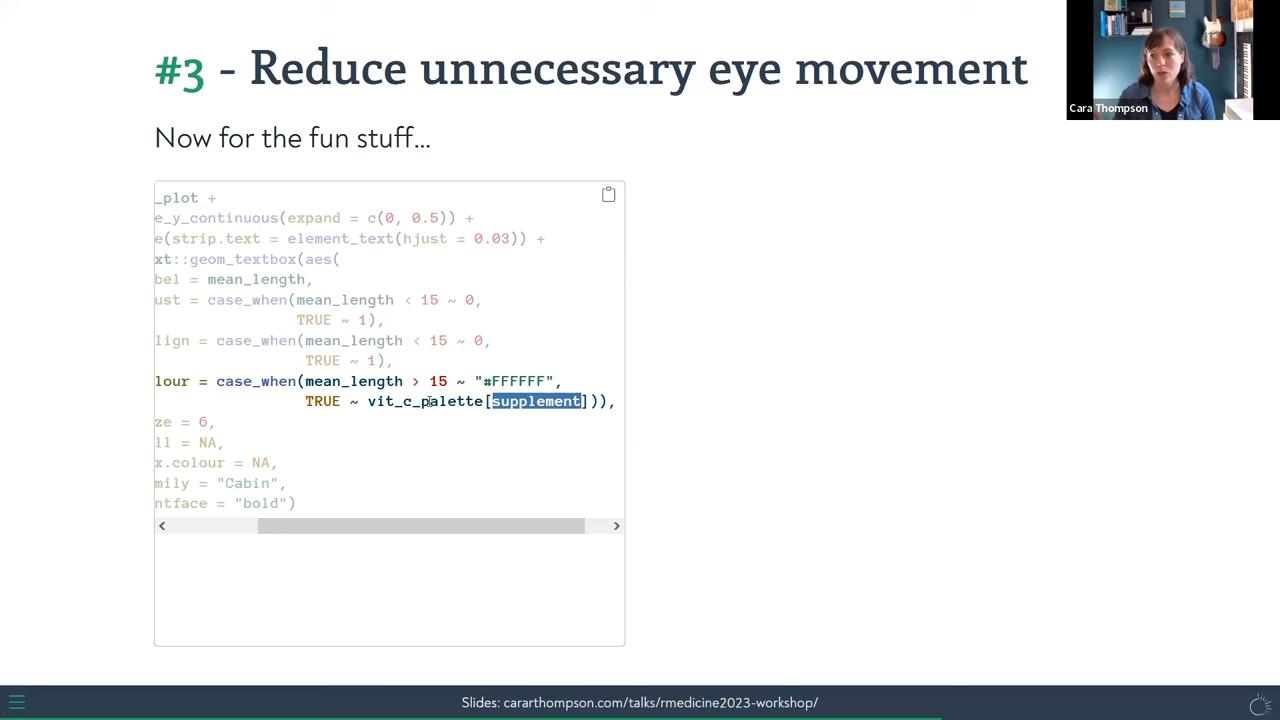 #3 - Reduce unnecessary eye movement
Cara Thompson
Now for the fun stuff...
_plot +
e_y_continuous(expand = c(0, 0.5)) +
e(strip.text = element_text(hjust = 0.03)) +
xt::geom_textbox(aes(
bel = mean_length,
ust = case_when(mean_length < 15 ~ 0,
TRUE ~ 1),
lign = case_when(mean_length < 15 ~ 0,
TRUE ~ 1),
lour = case_when(mean_length > 15 ~ "#FFFFFF",
TRUE ~ vit_c_palette[supplement])),
ze = 6,
ll = NA,
x.colour = NA,
mily = "Cabin",
ntface = "bold")
Slides: cararthompson.com/talks/rmedicine2023-workshop/